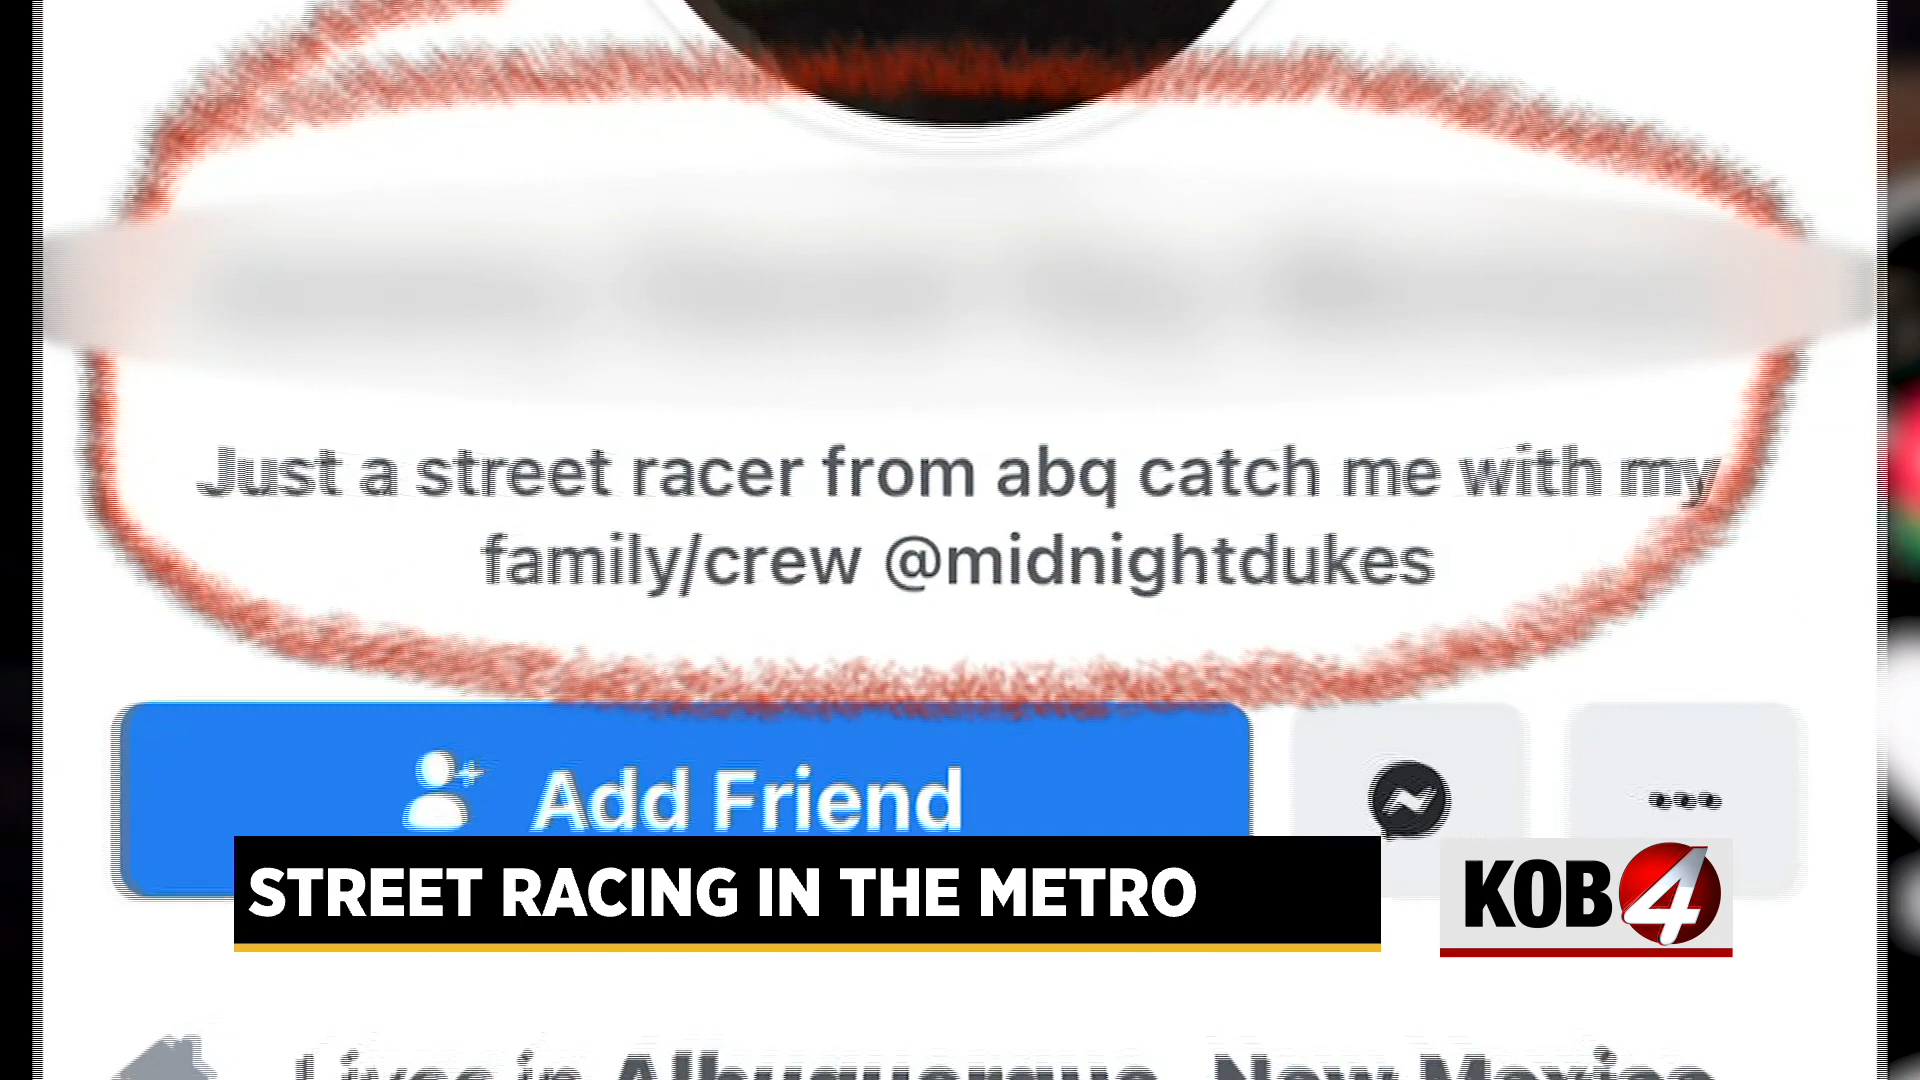 Just a street racer from abq catch me with my
family/crew @midnightdukes
Add Friend
STREET RACING IN THE METRO
KOB 4
Lives in Albuquerque, New Mexico